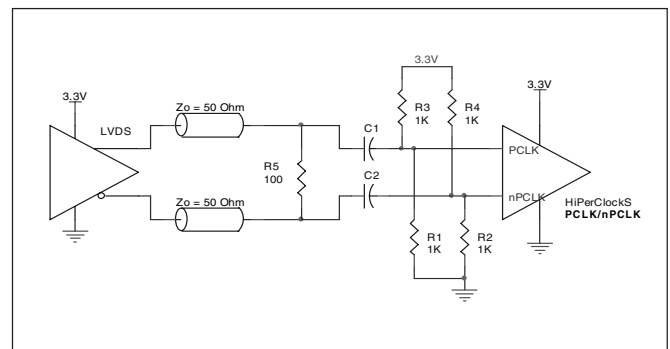 3.3V
3.3V
3.3V
Zo = 50 Ohm
LVDS
R3
1K
R4
1K
C1
R5
100
PCLK
C2
nPCLK
Zo = 50 Ohm
HiPerClockS
PCLK/nPCLK
R1
1K
R2
1K